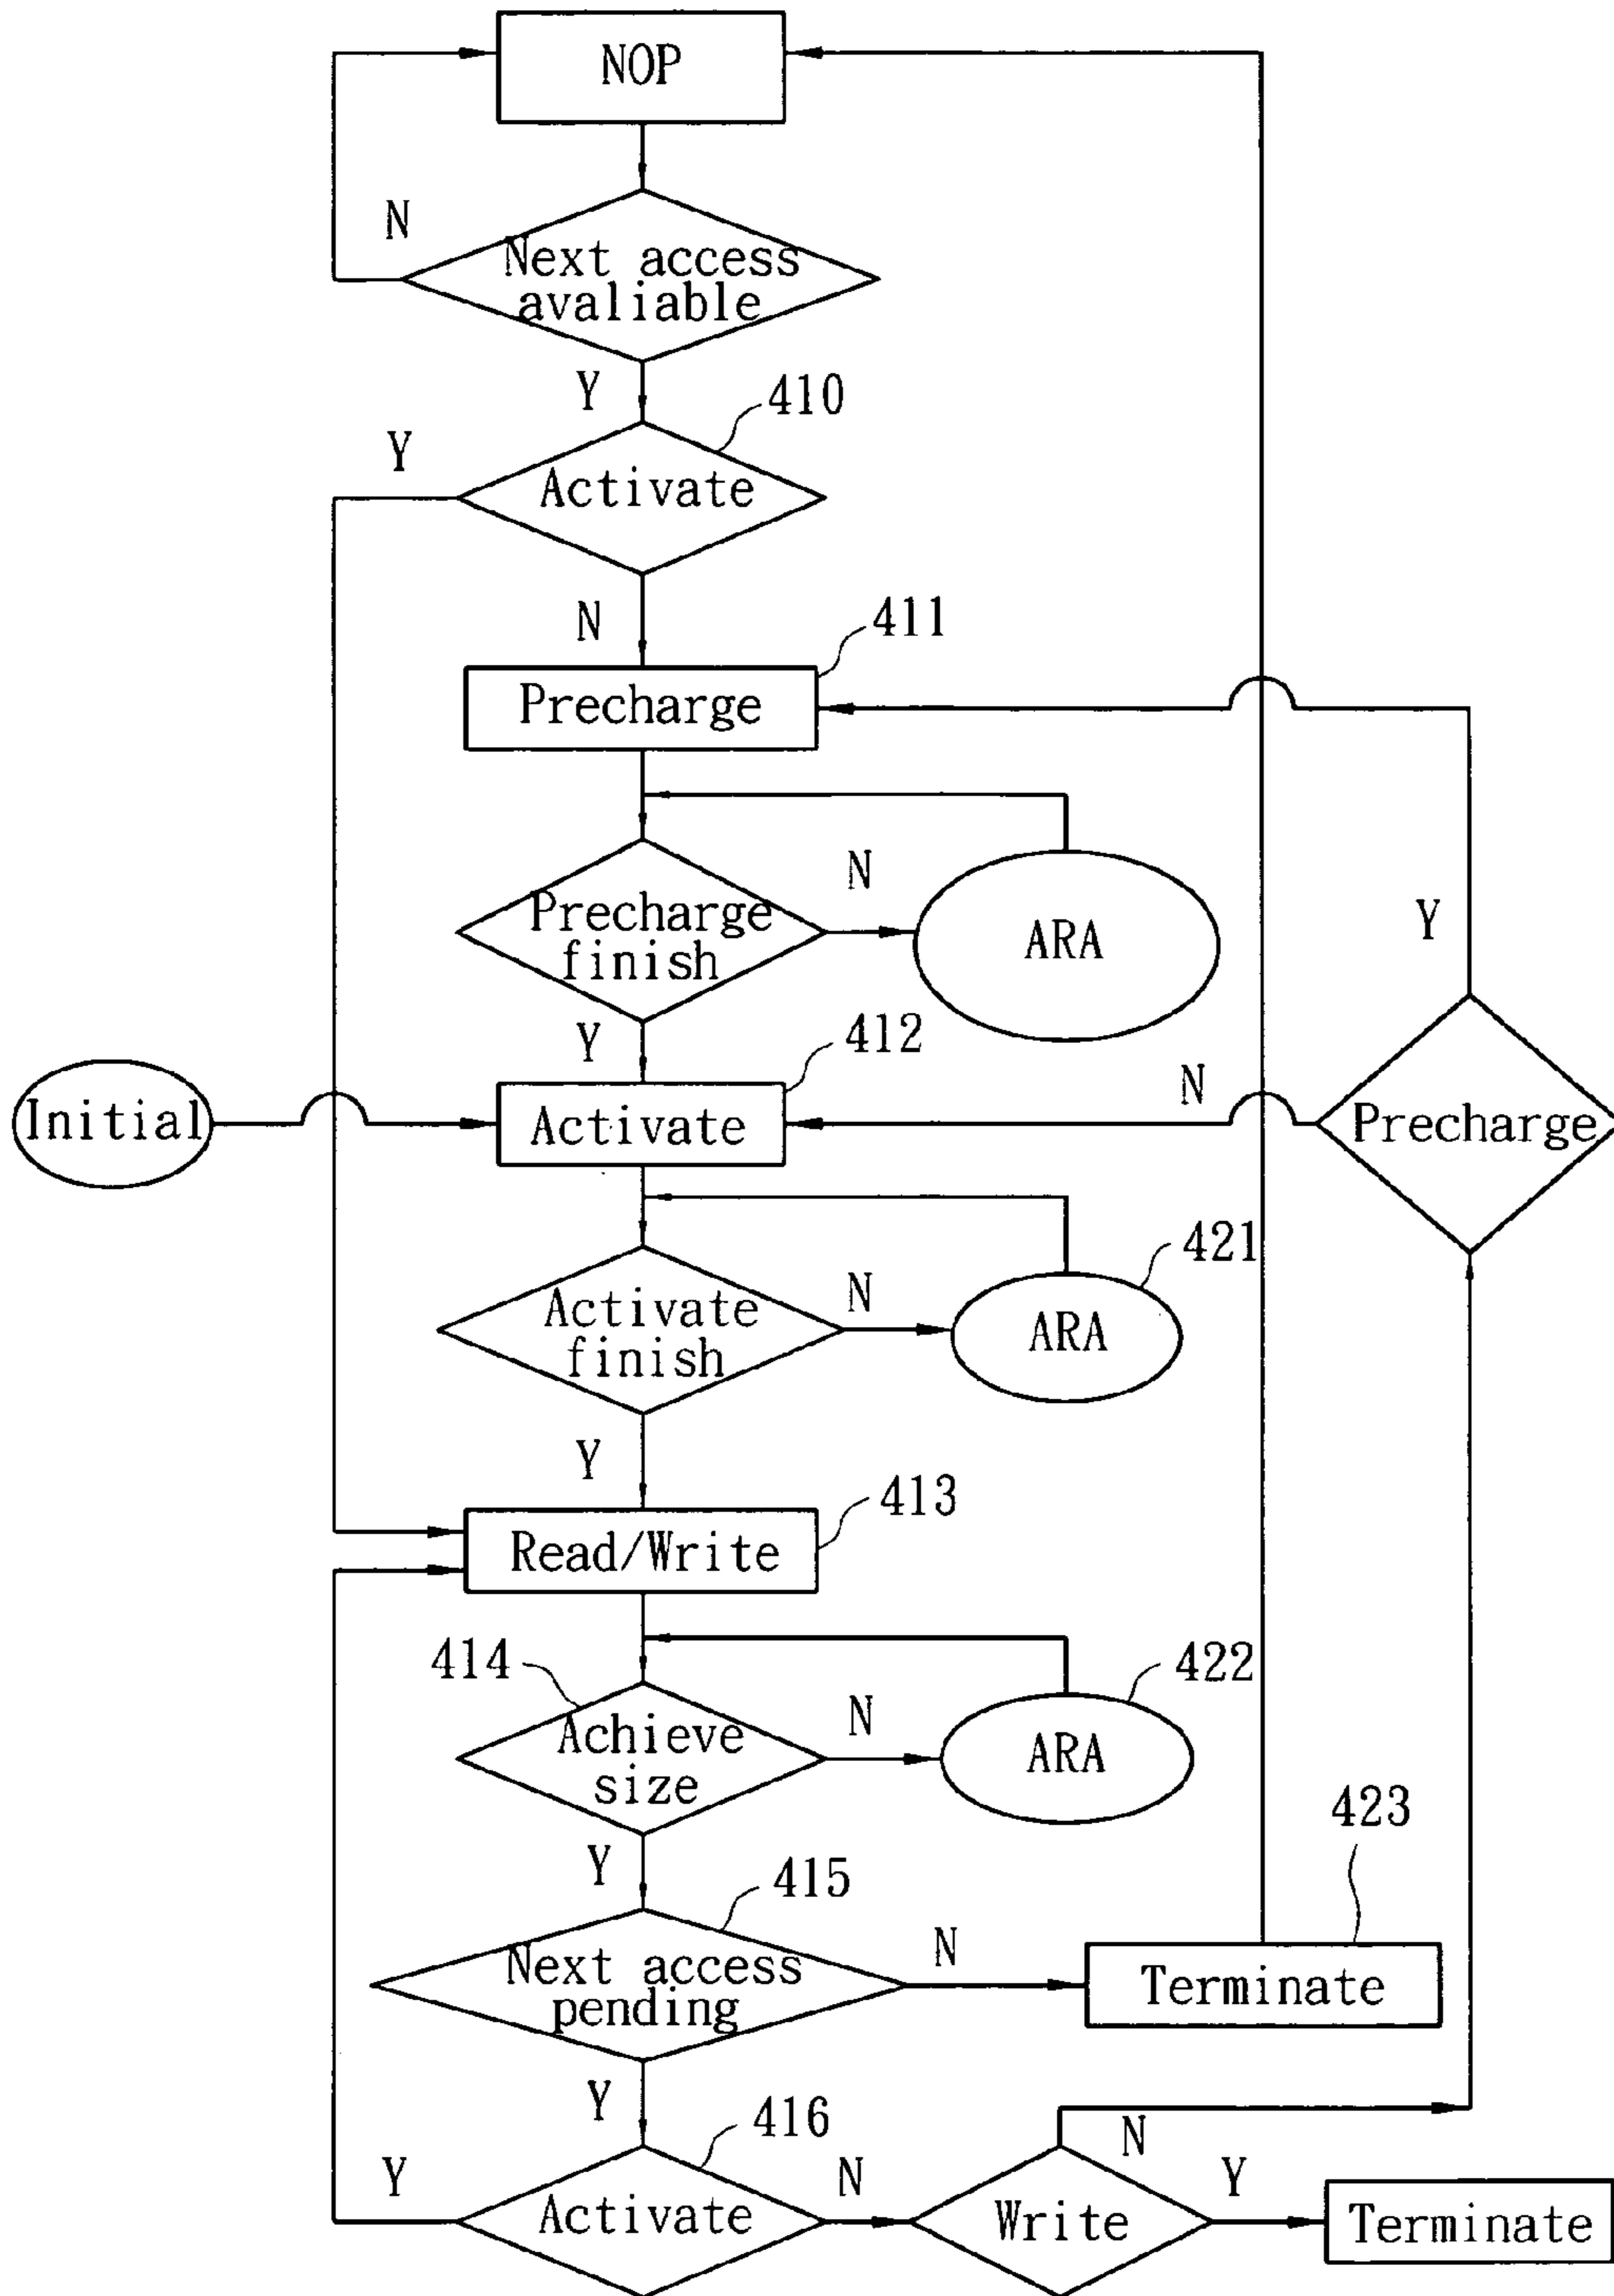 NOP
N
Next access
avaliable
Y
410
Y
Activate
N
411
Precharge
N
Precharge
finish
ARA
Y
Y
412
Initial
Activate
N
Precharge
421
N
Activate
finish
ARA
Y
413
Read/Write
414
422
N
Achieve
size
ARA
423
Y
415
N
Next access
pending
Terminate
Y
416
N
Y
N
Y
Activate
Write
Terminate